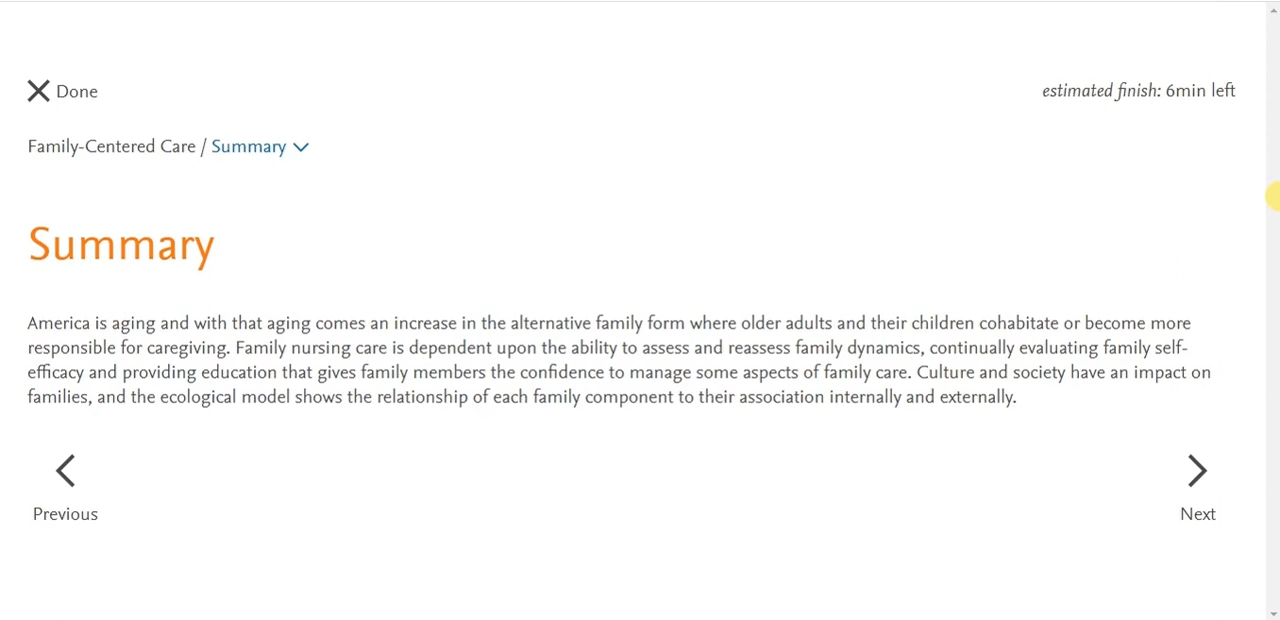 Done
estimated finish: 6min left
Family-Centered Care / Summary
Summary
America is aging and with that aging comes an increase in the alternative family form where older adults and their children cohabitate or become more
responsible for caregiving. Family nursing care is dependent upon the ability to assess and reassess family dynamics, continually evaluating family self-
efficacy and providing education that gives family members the confidence to manage some aspects of family care. Culture and society have an impact on
families, and the ecological model shows the relationship of each family component to their association internally and externally.
Previous
Next